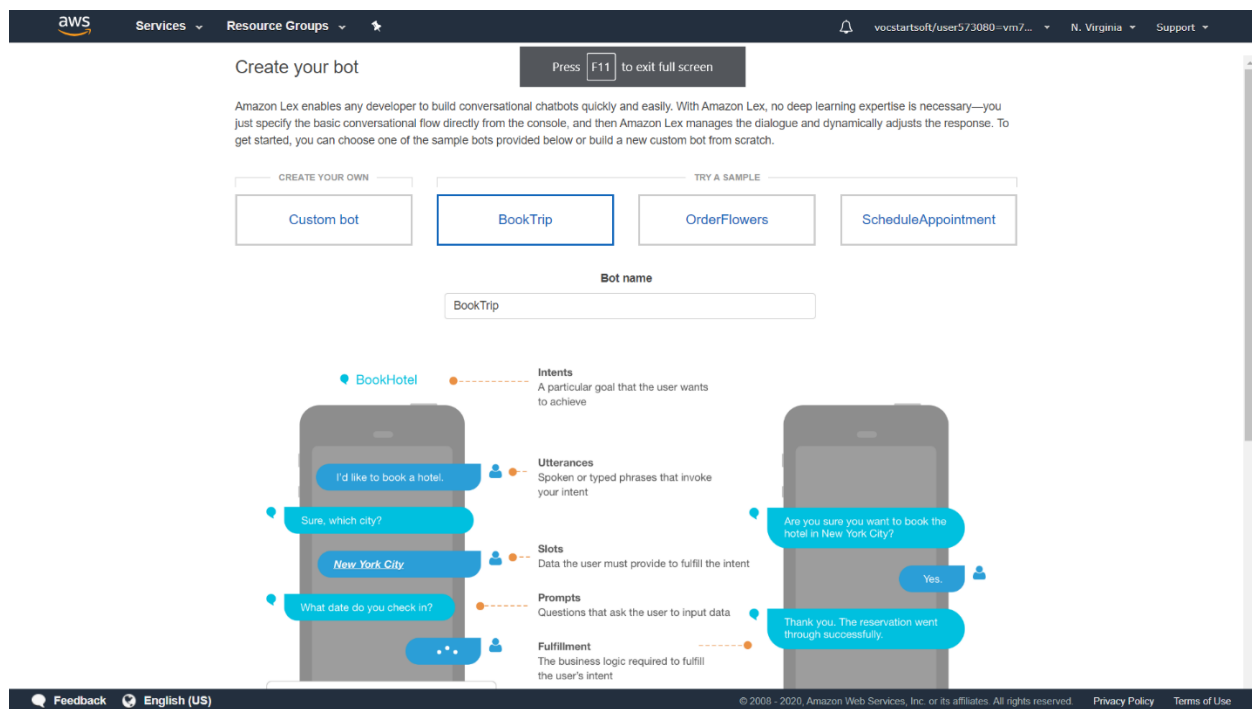 aws
Services
Resource Groups
vocstartsoft/user573080=vm7...
N. Virginia
Support
Create your bot
Press F11 to exit full screen
Amazon Lex enables any developer to build conversational chatbots quickly and easily. With Amazon Lex, no deep learning expertise is necessary—you
just specify the basic conversational flow directly from the console, and then Amazon Lex manages the dialogue and dynamically adjusts the response. To
get started, you can choose one of the sample bots provided below or build a new custom bot from scratch.
CREATE YOUR OWN
TRY A SAMPLE
Custom bot
BookTrip
OrderFlowers
ScheduleAppointment
Bot name
BookTrip
BookHotel
Intents
A particular goal that the user wants
to achieve
I'd like to book a hotel.
Utterances
Spoken or typed phrases that invoke
your intent
Sure, which city?
New York City
Slots
Data the user must provide to fulfill the intent
What date do you check in?
Prompts
Questions that ask the user to input data
Fulfillment
The business logic required to fulfill
the user's intent
Are you sure you want to book the
hotel in New York City?
Yes.
Thank you. The reservation went
through successfully.
Feedback
English (US)
© 2008 - 2020, Amazon Web Services, Inc. or its affiliates. All rights reserved.
Privacy Policy
Terms of Use